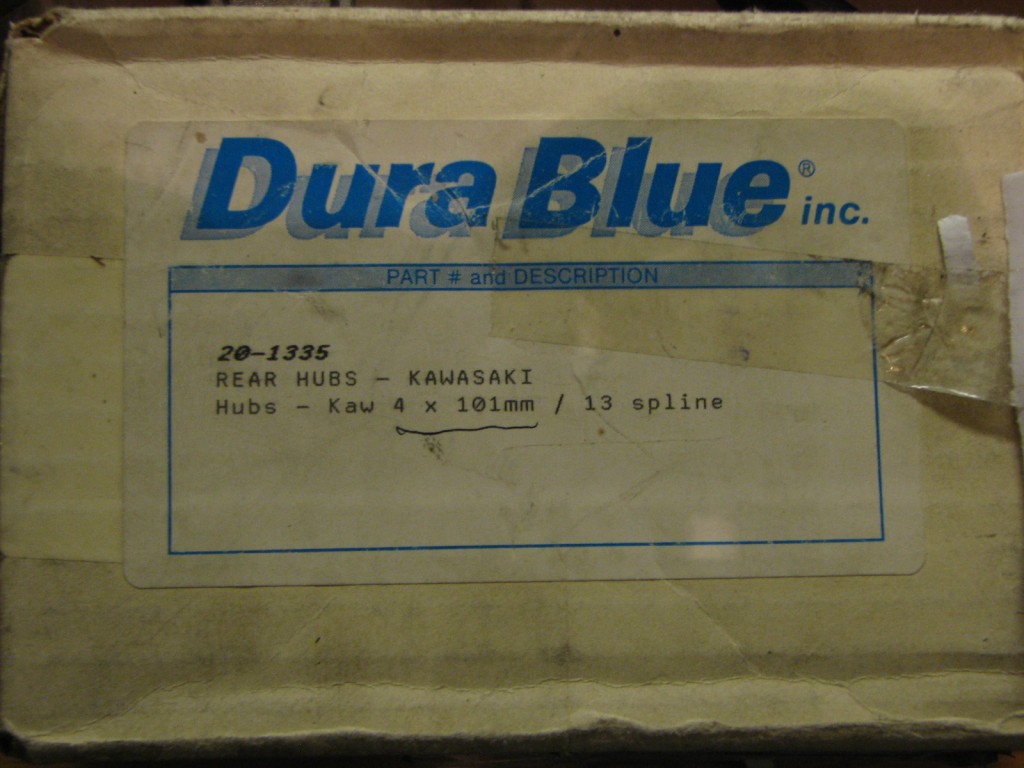 Dura Blue® inc.
PART # and DESCRIPTION
20-1335
REAR HUBS - KAWASAKI
Hubs - Kaw 4 x 101mm / 13 spline